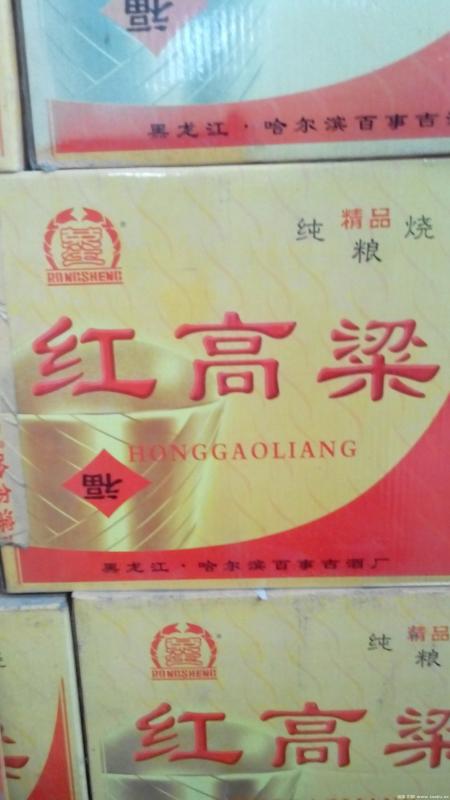 福
黑龙江·哈尔滨百事吉
RONGSHENG
®
纯 精品 烧
粮
红高粱
HONGGAOLIANG
福
黑龙江·哈尔滨百事吉酒厂
RONGSHENG
纯 精品
粮
红高粱